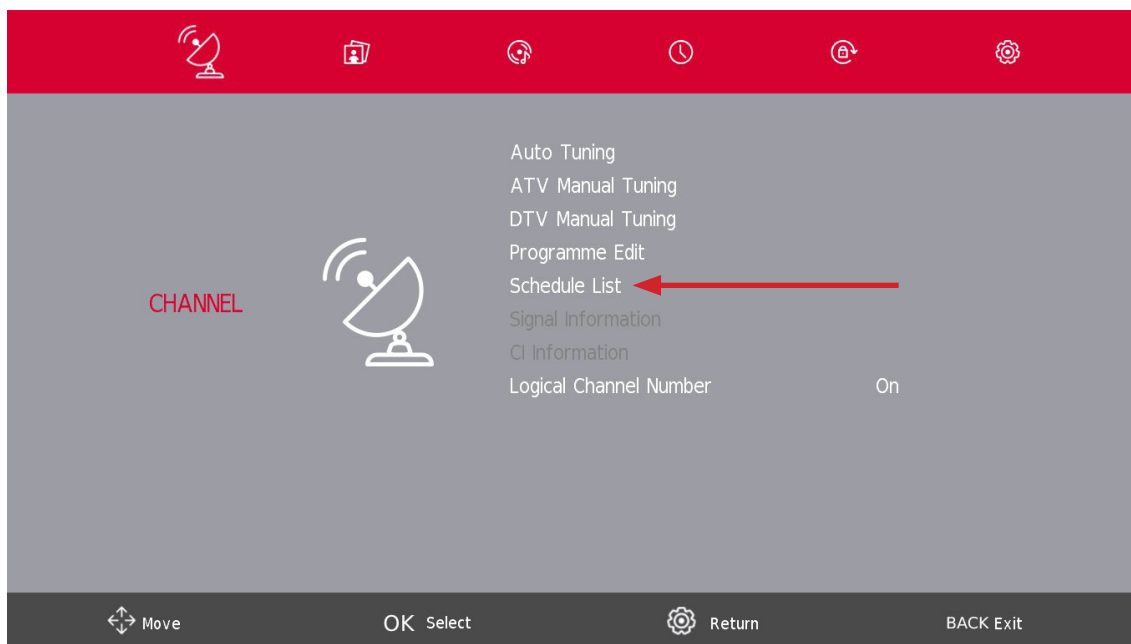 Auto Tuning
ATV Manual Tuning
DTV Manual Tuning
Programme Edit
Schedule List
CHANNEL
Signal Information
CI Information
Logical Channel Number On
Move OK Select Return BACK Exit